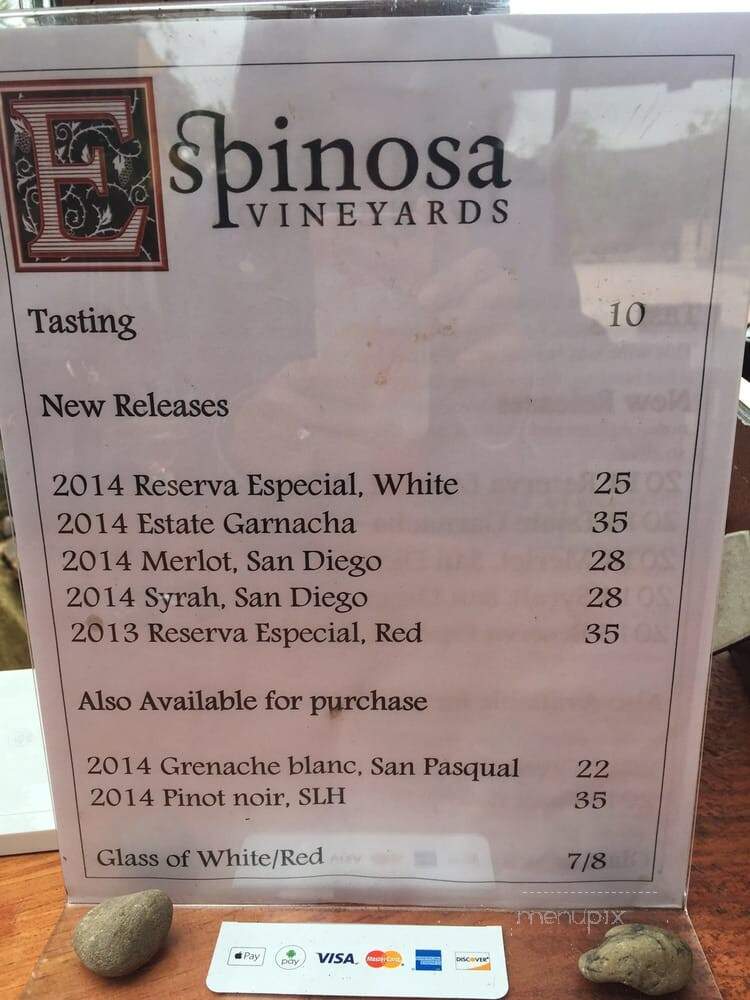 Espinosa
VINEYARDS
Tasting 10
New Releases
2014 Reserva Especial, White 25
2014 Estate Garnacha 35
2014 Merlot, San Diego 28
2014 Syrah, San Diego 28
2013 Reserva Especial, Red 35
Also Available for purchase
2014 Grenache blanc, San Pasqual 22
2014 Pinot noir, SLH 35
Glass of White/Red 7/8
menupix
Pay pay VISA MasterCard DISCOVER